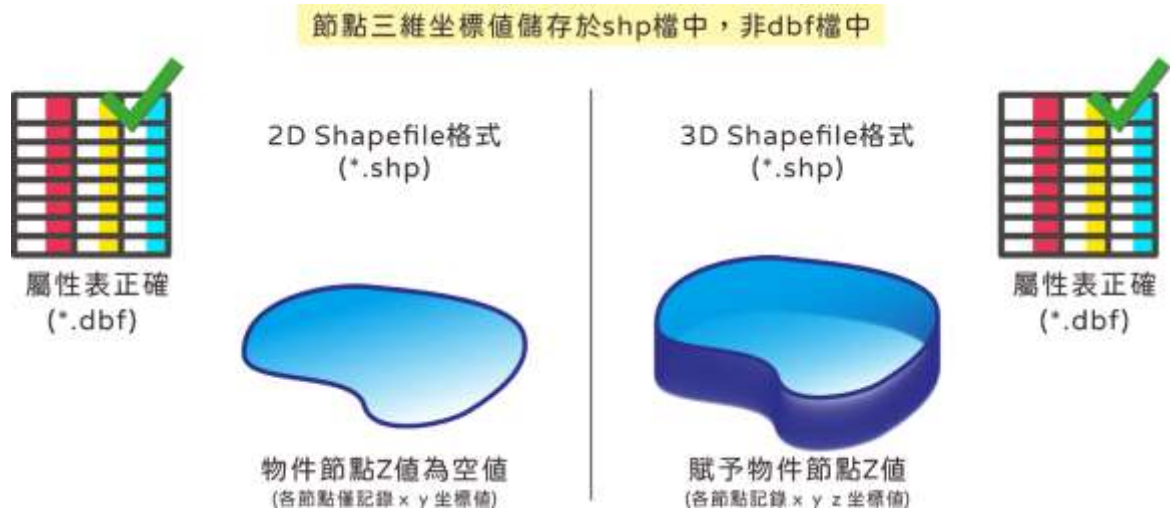 節點三維坐標值儲存於shp檔中，非dbf檔中
2D Shapefile格式
(*.shp)
3D Shapefile格式
(*.shp)
屬性表正確
(*.dbf)
屬性表正確
(*.dbf)
物件節點Z值為空值
(各節點僅記錄 x y 坐標值)
賦予物件節點Z值
(各節點記錄 x y z 坐標值)